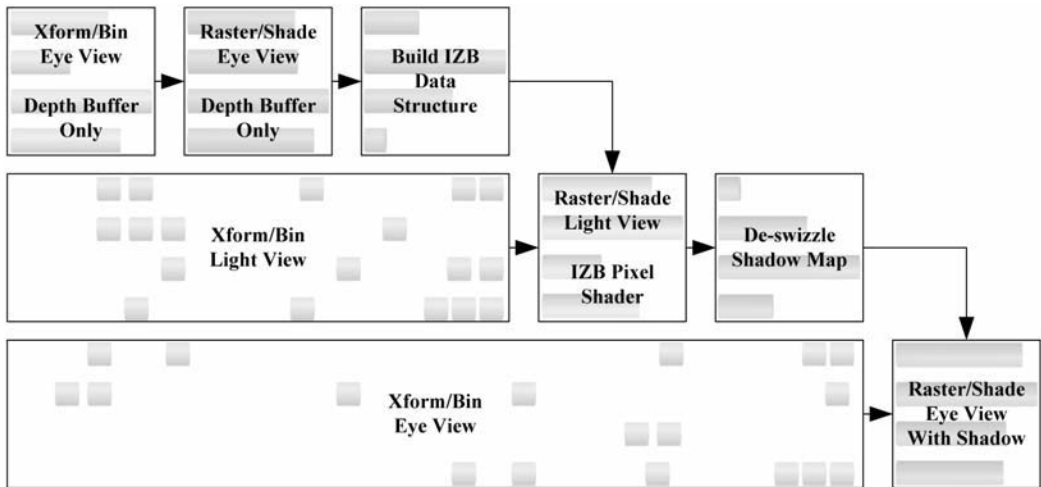 Xform/Bin
Eye View
Depth Buffer
Only
Raster/Shade
Eye View
Depth Buffer
Only
Build IZB
Data
Structure
Xform/Bin
Light View
Raster/Shade
Light View
IZB Pixel
Shader
De-swizzle
Shadow Map
Xform/Bin
Eye View
Raster/Shade
Eye View
With Shadow